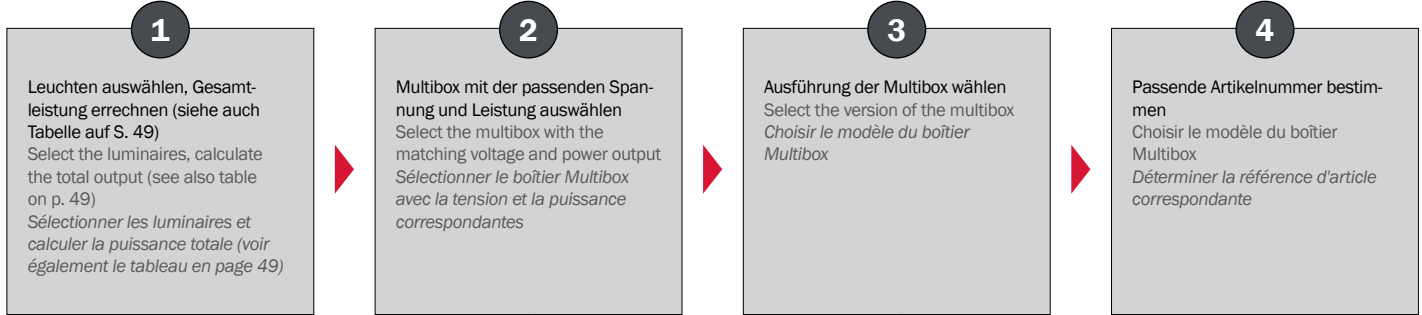 1
Leuchten auswählen, Gesamt-
leistung errechnen (siehe auch
Tabelle auf S. 49)
Select the luminaires, calculate
the total output (see also table
on p. 49)
Sélectionner les luminaires et
calculer la puissance totale (voir
également le tableau en page 49)
2
Multibox mit der passenden Span-
nung und Leistung auswählen
Select the multibox with the
matching voltage and power output
Sélectionner le boîtier Multibox
avec la tension et la puissance
correspondantes
3
Ausführung der Multibox wählen
Select the version of the multibox
Choisir le modèle du boîtier
Multibox
4
Passende Artikelnummer bestim-
men
Choisir le modèle du boîtier
Multibox
Déterminer la référence d'article
correspondante